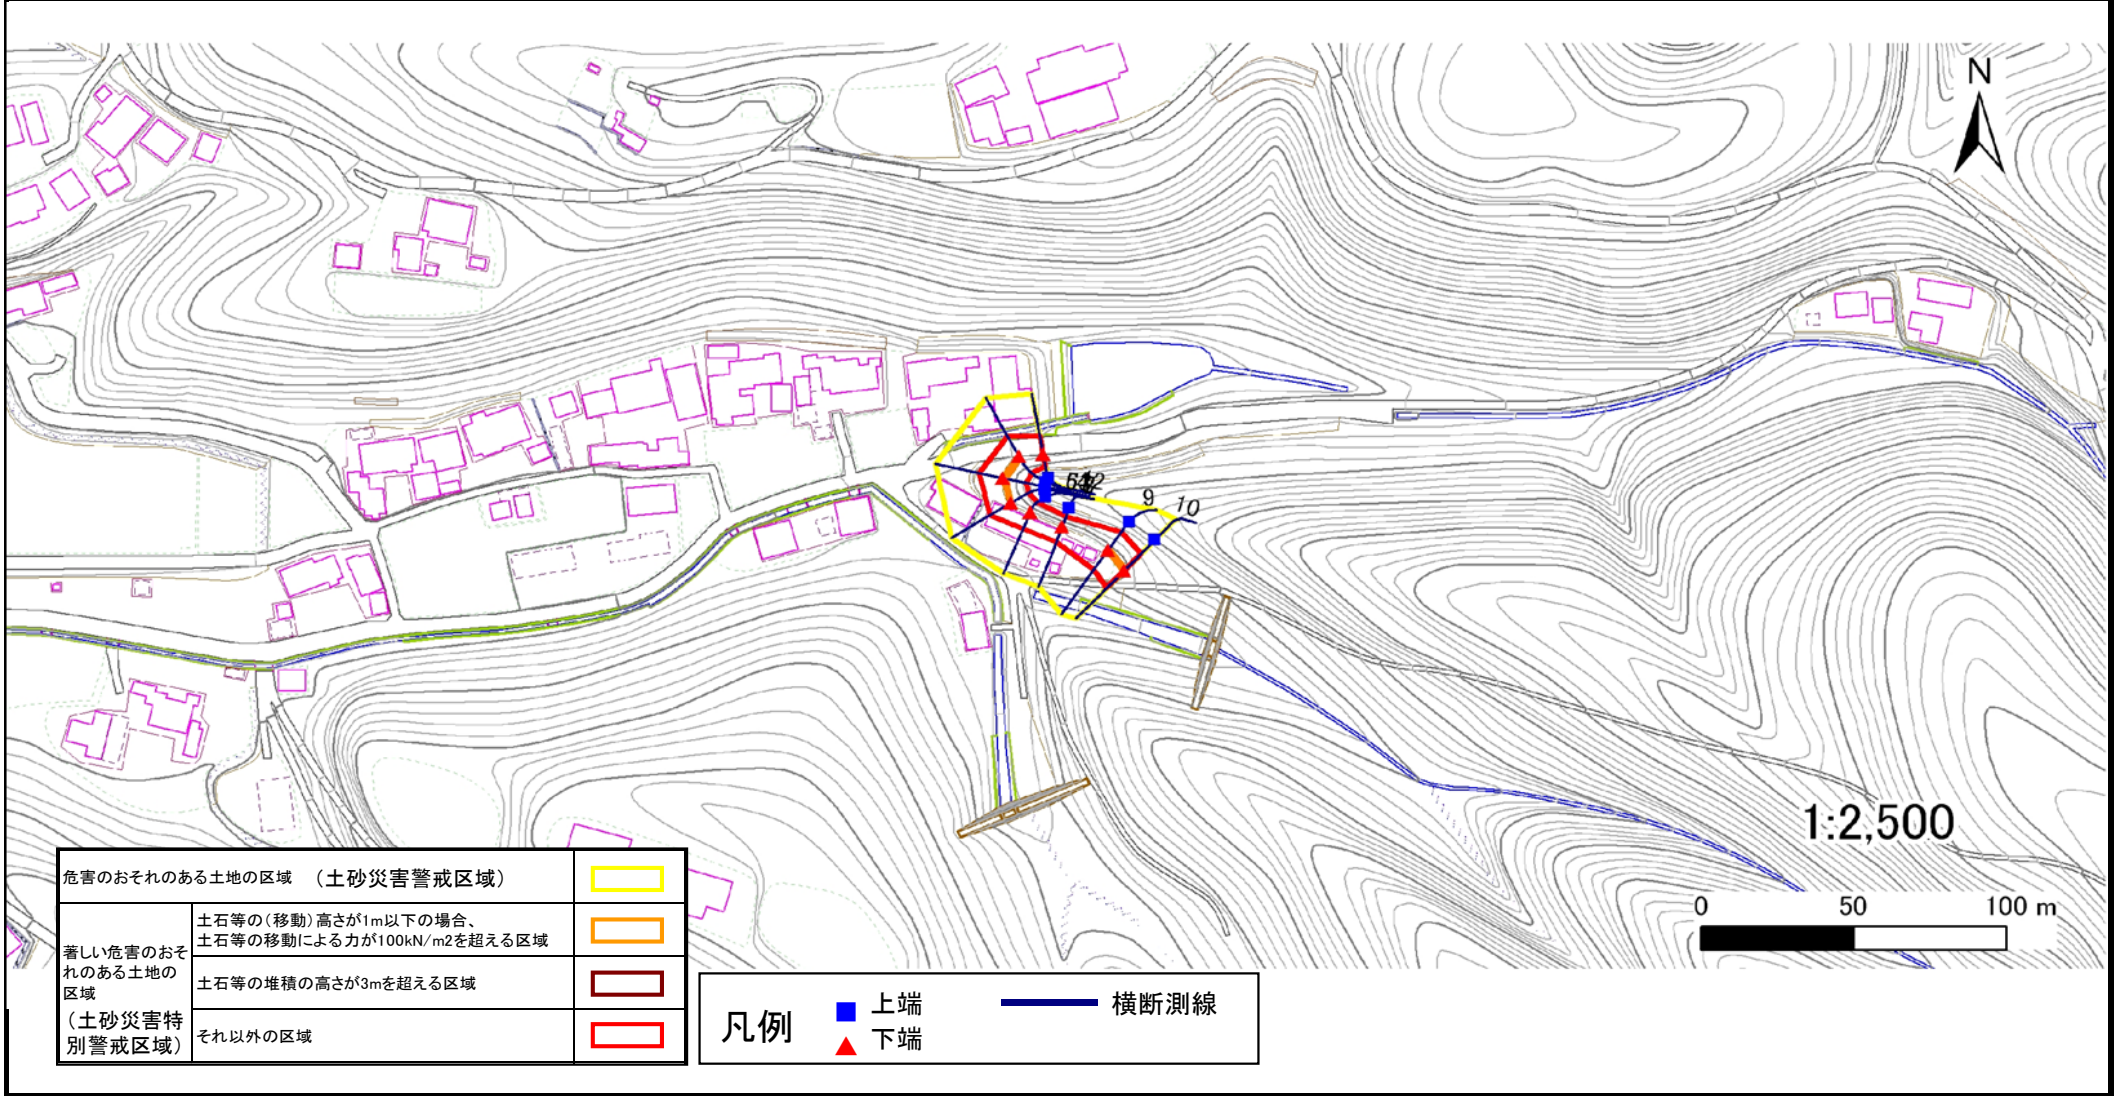 N
9
10
1:2,500
0 50 100 m
危害のおそれのある土地の区域 （土砂災害警戒区域）
著しい危害のおそ
れのある土地の
区域
（土砂災害特
別警戒区域）
土石等の（移動）高さが1m以下の場合、
土石等の移動による力が100kN/m2を超える区域
土石等の堆積の高さが3mを超える区域
それ以外の区域
凡例
上端
下端
横断測線